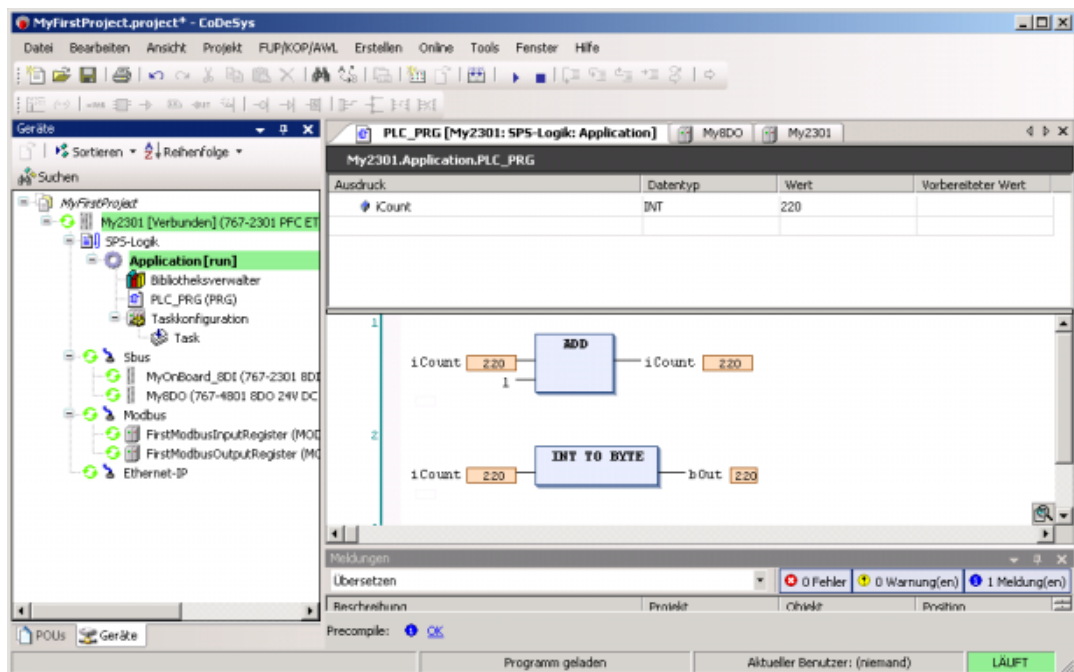 MyFirstProject.project* - CoDeSys
Datei Bearbeiten Ansicht Projekt FUP/KOP/AWL Erstellen Online Tools Fenster Hilfe
Geräte
Sortieren Reihenfolge
Suchen
MyFirstProject
My2301 [Verbunden] (767-2301 PFC ET
SPS-Logik
Application [run]
Bibliotheksverwalter
PLC_PRG (PRG)
Taskkonfiguration
Task
Sbus
MyOnBoard_8DI (767-2301 8DI
My8DO (767-4801 8DO 24V DC
Modbus
FirstModbusInputRegister (MOD
FirstModbusOutputRegister (MO
Ethernet-IP
POUs Geräte
PLC_PRG [My2301: SPS-Logik: Application] My8DO My2301
My2301.Application.PLC_PRG
Ausdruck Datentyp Wert Vorbereiteter Wert
iCount INT 220
1
ADD
iCount 220 iCount 220
1
2
INT TO BYTE
iCount 220 bOut 220
Meldungen
Übersetzen 0 Fehler 0 Warnung(en) 1 Meldung(en)
Beschreibung Projekt Objekt Position
Precompile: OK
Programm geladen Aktueller Benutzer: (niemand) LÄUFT